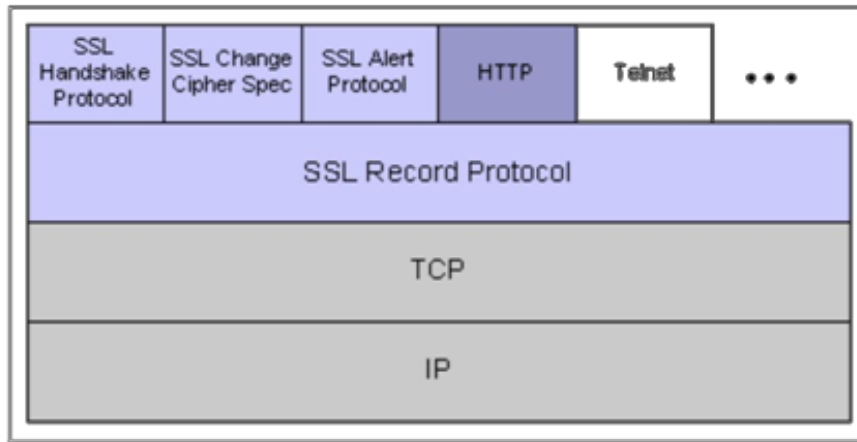 SSL
Handshake
Protocol
SSL Change
Cipher Spec
SSL Alert
Protocol
HTTP
Telnet
•••
SSL Record Protocol
TCP
IP